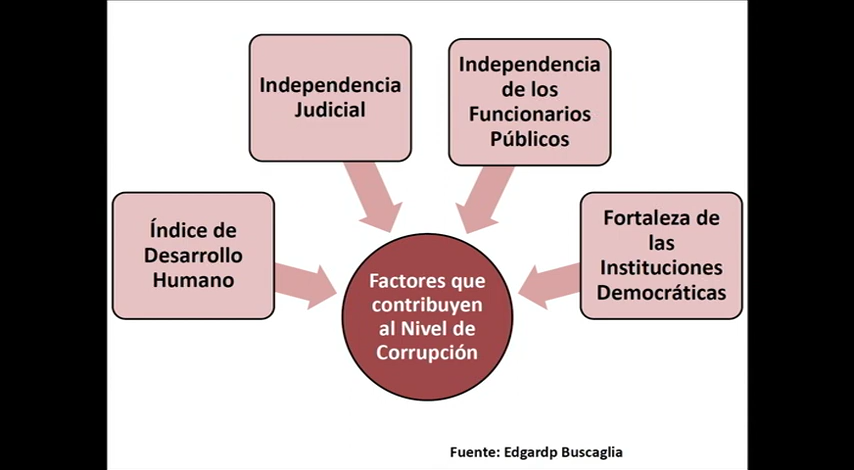 Independencia
Judicial
Independencia
de los
Funcionarios
Públicos
Índice de
Desarrollo
Humano
Fortaleza de
las
Instituciones
Democráticas
Factores que
contribuyen
al Nivel de
Corrupción
Fuente: Edgardp Buscaglia